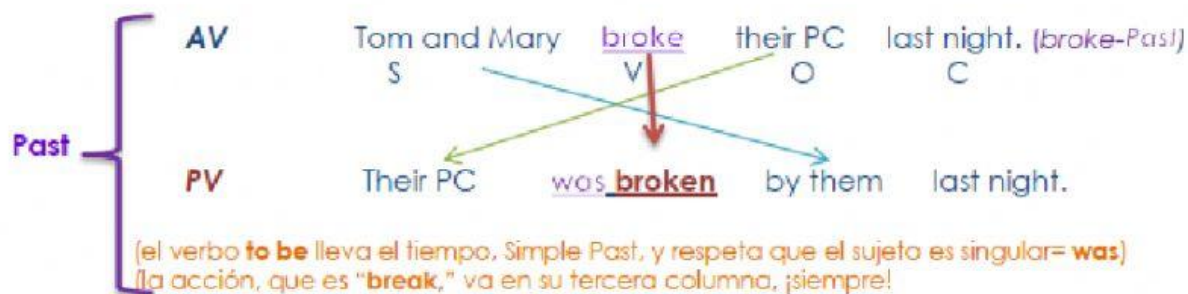 AV Tom and Mary broke their PC last night. (broke-Past)
S V O C
Past
PV Their PC was broken by them last night.
(el verbo to be lleva el tiempo, Simple Past, y respeta que el sujeto es singular= was)
(la acción, que es “break,” va en su tercera columna, ¡siempre!